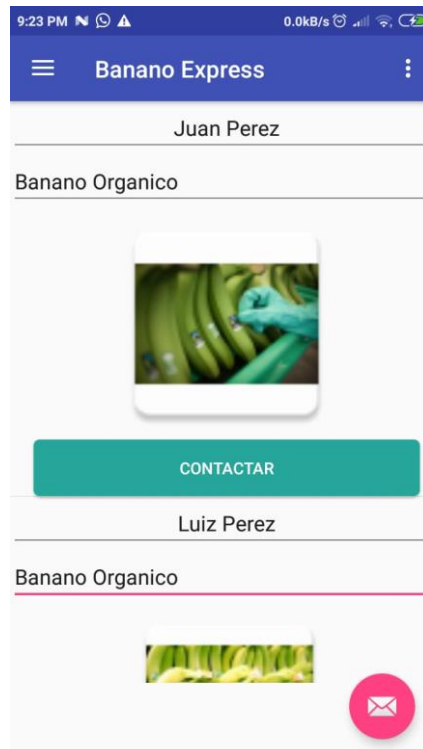 9:23 PM 0.0kB/s
Banano Express
Juan Perez
Banano Organico
CONTACTAR
Luiz Perez
Banano Organico